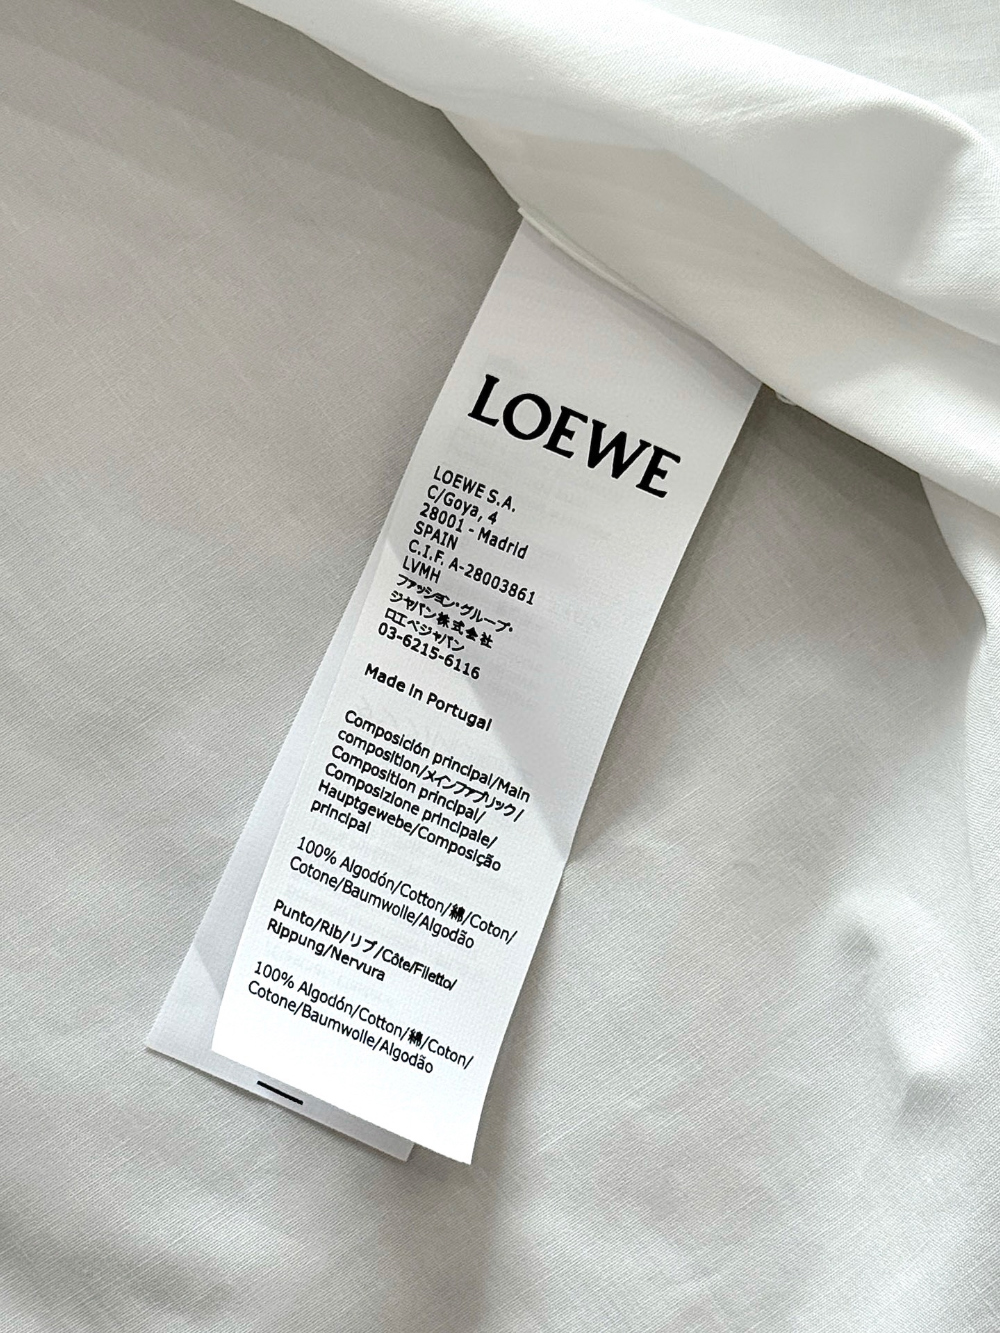 LOEWE
LOEWE S.A.
C/Goya, 4
28001 - Madrid
SPAIN
C.I.F. A-28003861
LVMH
ファッション・グループ・
ジャパン株式会社
ロエベジャパン
03-6215-6116
Made in Portugal
Composición principal/Main
composition/メインファブリック/
Composition principal/
Composizione principale/
Hauptgewebe/Composição
principal
100% Algodón/Cotton/綿/Coton/
Cotone/Baumwolle/Algodão
Punto/Rib/リブ/Côte/Filetto/
Rippung/Nervura
100% Algodón/Cotton/綿/Coton/
Cotone/Baumwolle/Algodão